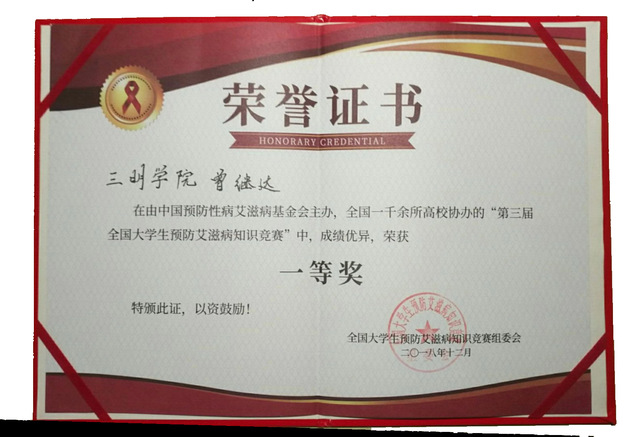 荣誉证书
HONORARY CREDENTIAL
三明学院 曾继达
在由中国预防性病艾滋病基金会主办，全国一千余所高校协办的“第三届
全国大学生预防艾滋病知识竞赛”中，成绩优异，荣获
一等奖
特颁此证，以资鼓励！
全国大学生预防艾滋病知识竞赛组委会
二〇一八年十二月